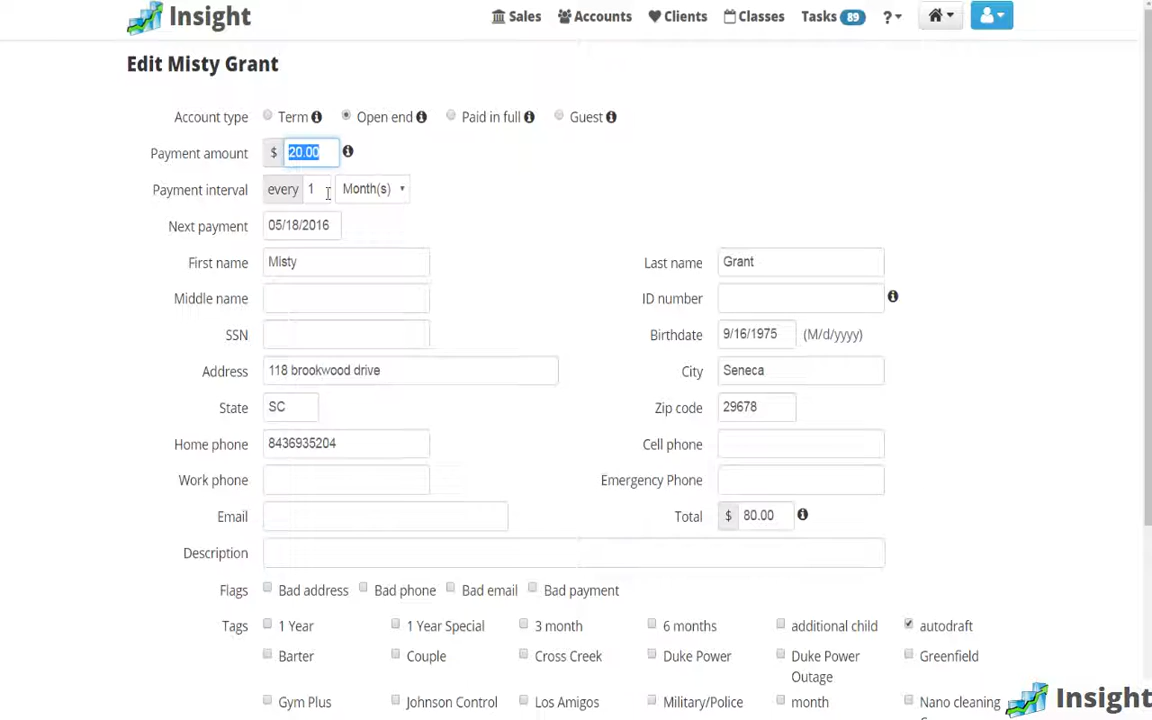 Insight
Sales Accounts Clients Classes Tasks 89 ?
Edit Misty Grant
Account type Term Open end Paid in full Guest
Payment amount $ 20.00
Payment interval every 1 Month(s)
Next payment 05/18/2016
First name Misty Last name Grant
Middle name ID number
SSN Birthdate 9/16/1975 (M/d/yyyy)
Address 118 brookwood drive City Seneca
State SC Zip code 29678
Home phone 8436935204 Cell phone
Work phone Emergency Phone
Email Total $ 80.00
Description
Flags Bad address Bad phone Bad email Bad payment
Tags 1 Year 1 Year Special 3 month 6 months additional child autodraft
Barter Couple Cross Creek Duke Power Duke Power Outage Greenfield
Gym Plus Johnson Control Los Amigos Military/Police month Nano cleaning
Insight